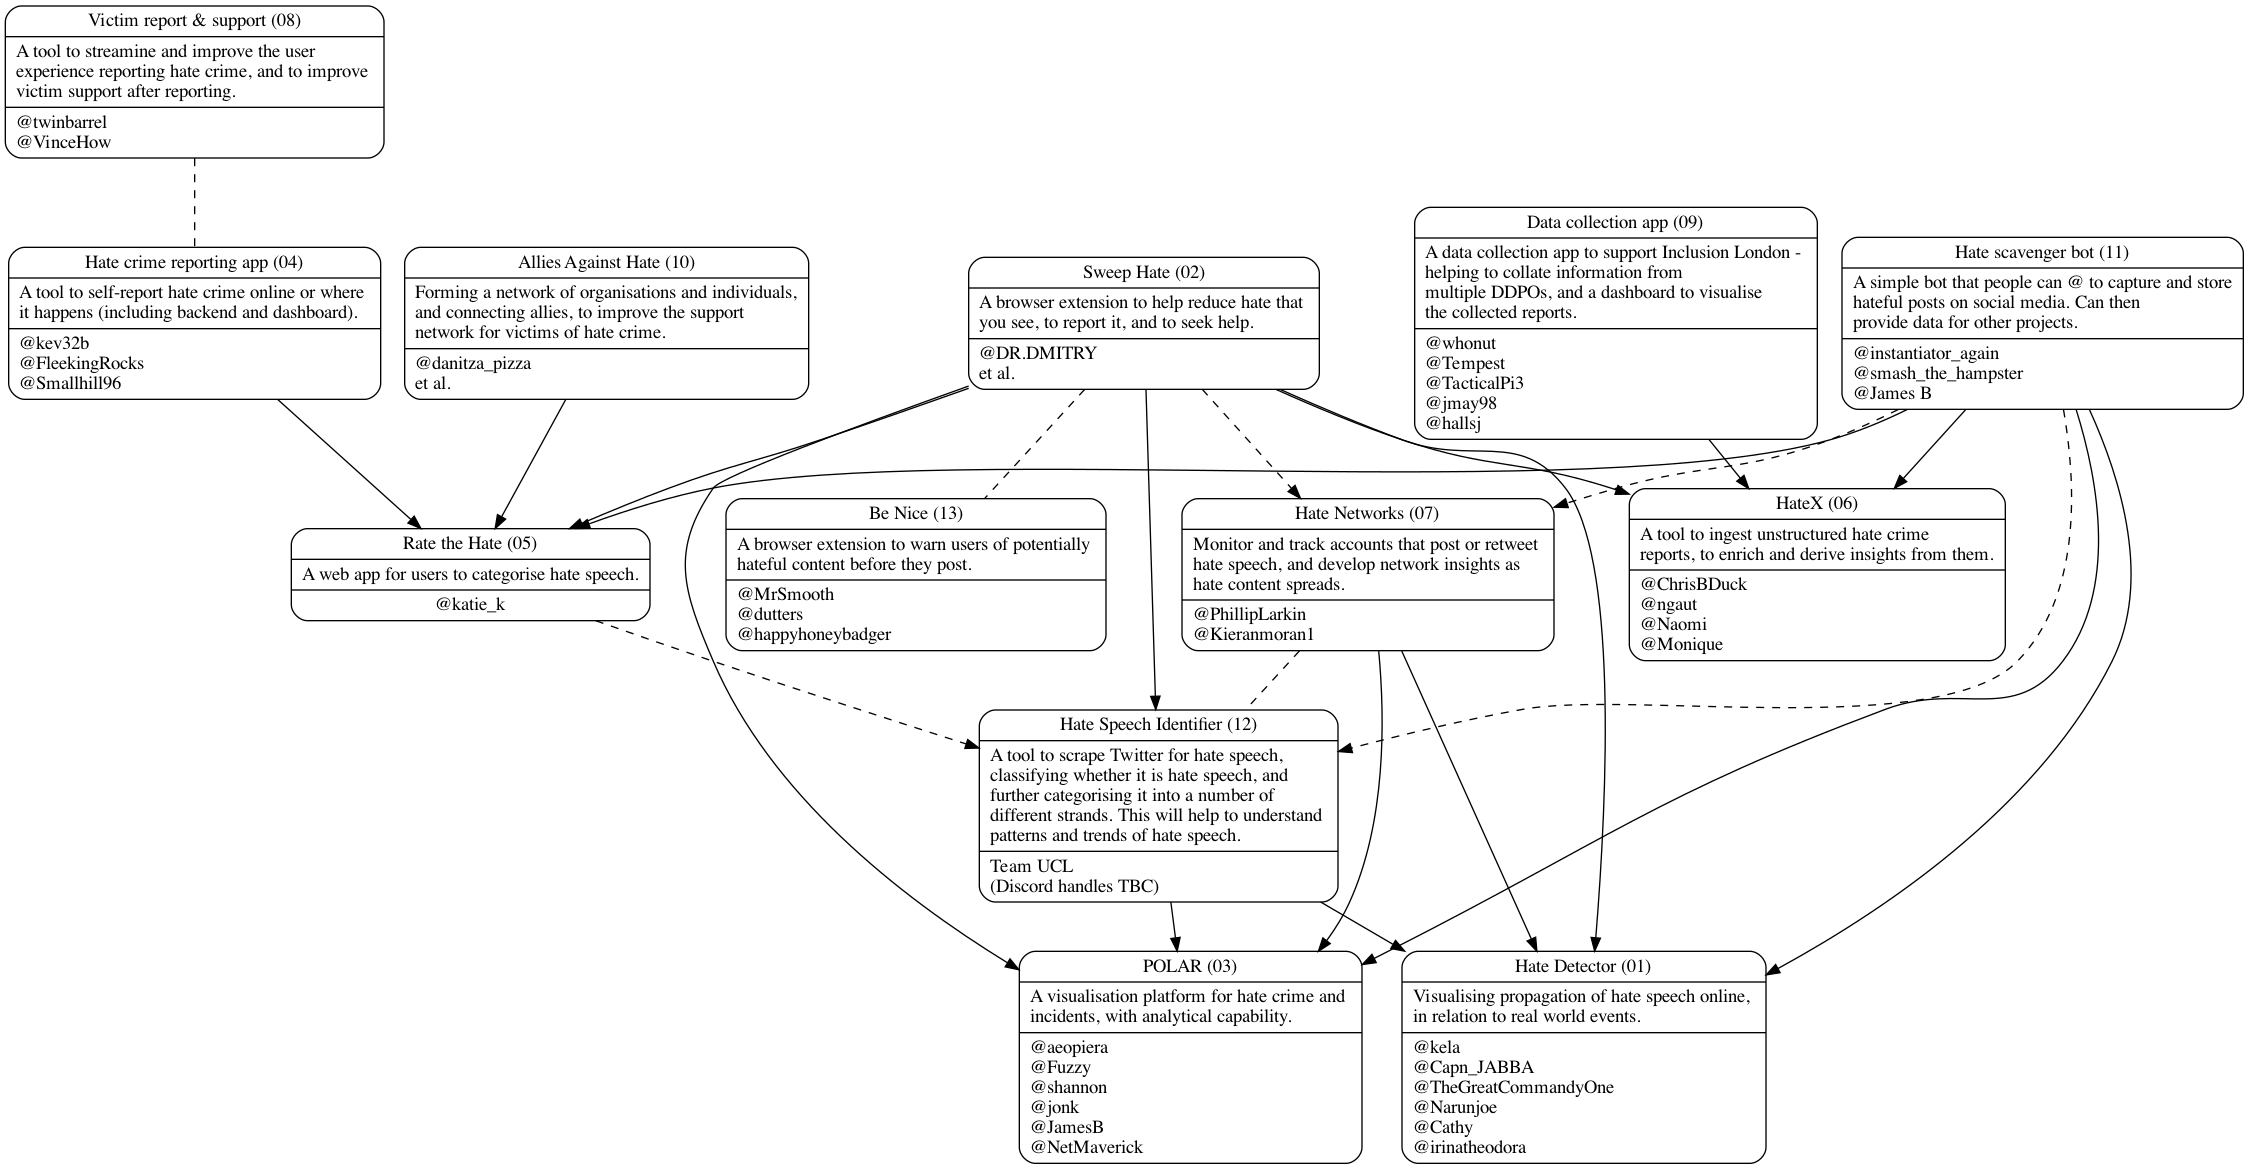 Victim report & support (08)
A tool to streamine and improve the user
experience reporting hate crime, and to improve
victim support after reporting.
@twinbarrel
@VinceHow
Hate crime reporting app (04)
A tool to self-report hate crime online or where
it happens (including backend and dashboard).
@kev32b
@FleekingRocks
@Smallhill96
Allies Against Hate (10)
Forming a network of organisations and individuals,
and connecting allies, to improve the support
network for victims of hate crime.
@danitza_pizza
et al.
Sweep Hate (02)
A browser extension to help reduce hate that
you see, to report it, and to seek help.
@DR.DMITRY
et al.
Data collection app (09)
A data collection app to support Inclusion London -
helping to collate information from
multiple DDPOs, and a dashboard to visualise
the collected reports.
@whonut
@Tempest
@TacticalPi3
@jmay98
@hallsj
Hate scavenger bot (11)
A simple bot that people can @ to capture and store
hateful posts on social media. Can then
provide data for other projects.
@instantiator_again
@smash_the_hampster
@James B
Rate the Hate (05)
A web app for users to categorise hate speech.
@katie_k
Be Nice (13)
A browser extension to warn users of potentially
hateful content before they post.
@MrSmooth
@dutters
@happyhoneybadger
Hate Networks (07)
Monitor and track accounts that post or retweet
hate speech, and develop network insights as
hate content spreads.
@PhillipLarkin
@Kieranmoran1
HateX (06)
A tool to ingest unstructured hate crime
reports, to enrich and derive insights from them.
@ChrisBDuck
@ngaut
@Naomi
@Monique
Hate Speech Identifier (12)
A tool to scrape Twitter for hate speech,
classifying whether it is hate speech, and
further categorising it into a number of
different strands. This will help to understand
patterns and trends of hate speech.
Team UCL
(Discord handles TBC)
POLAR (03)
A visualisation platform for hate crime and
incidents, with analytical capability.
@aeopiera
@Fuzzy
@shannon
@jonk
@JamesB
@NetMaverick
Hate Detector (01)
Visualising propagation of hate speech online,
in relation to real world events.
@kela
@Capn_JABBA
@TheGreatCommandyOne
@Narunjoe
@Cathy
@irinatheodora